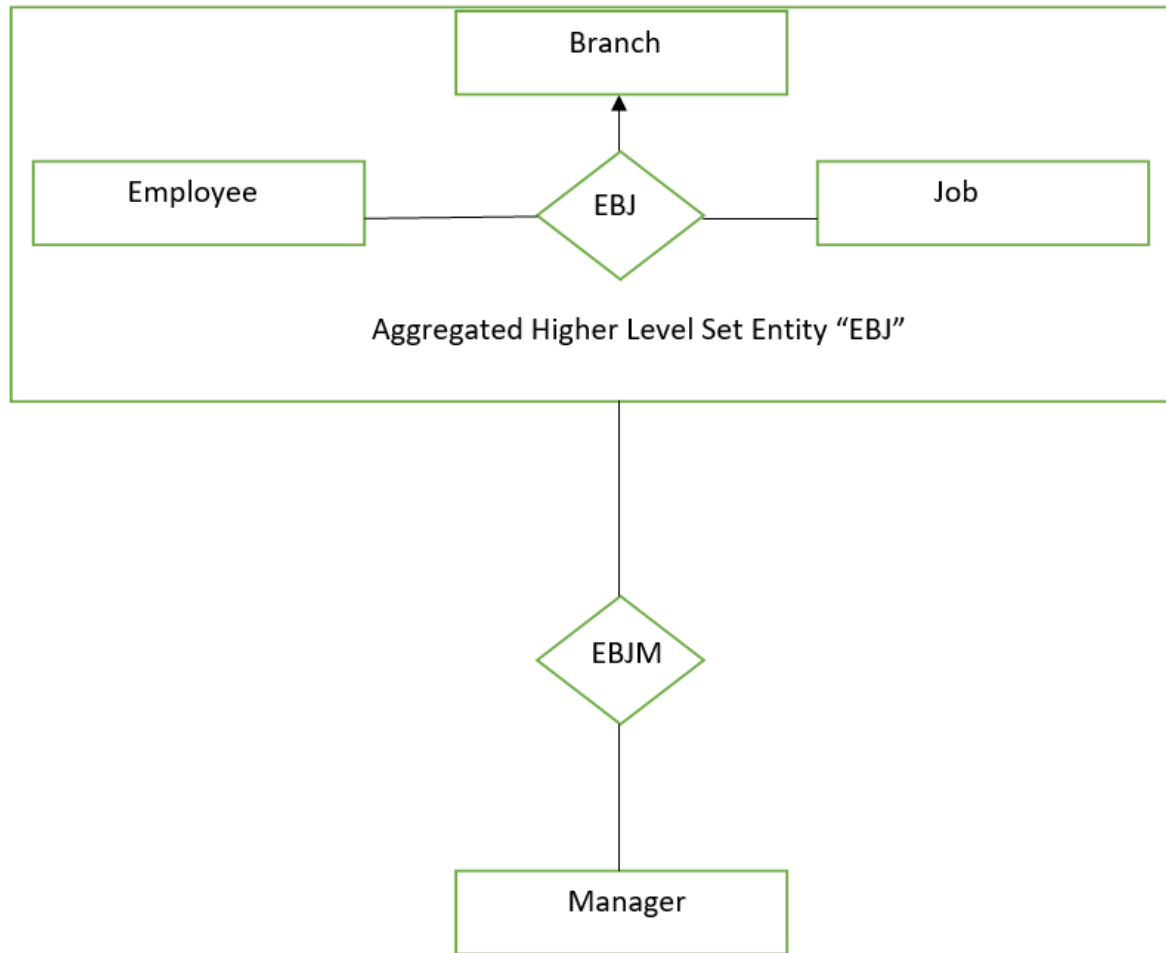 Branch
Employee
EBJ
Job
Aggregated Higher Level Set Entity “EBJ”
EBJM
Manager